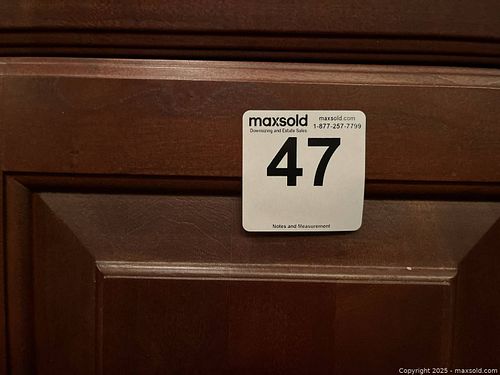 maxsold maxsold.com
Downsizing and Estate Sales 1-877-257-7799
47
Notes and Measurement
Copyright 2025 - maxsold.com